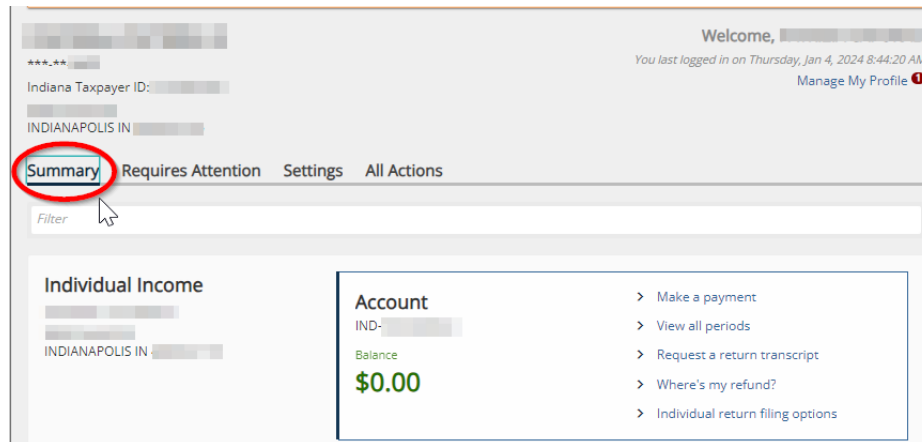 Welcome,
***-**-
You last logged in on Thursday, Jan 4, 2024 8:44:20 AM
Indiana Taxpayer ID:
Manage My Profile 1
INDIANAPOLIS IN
Summary Requires Attention Settings All Actions
Filter
Individual Income
INDIANAPOLIS IN
Account
IND-
Balance
$0.00
> Make a payment
> View all periods
> Request a return transcript
> Where's my refund?
> Individual return filing options